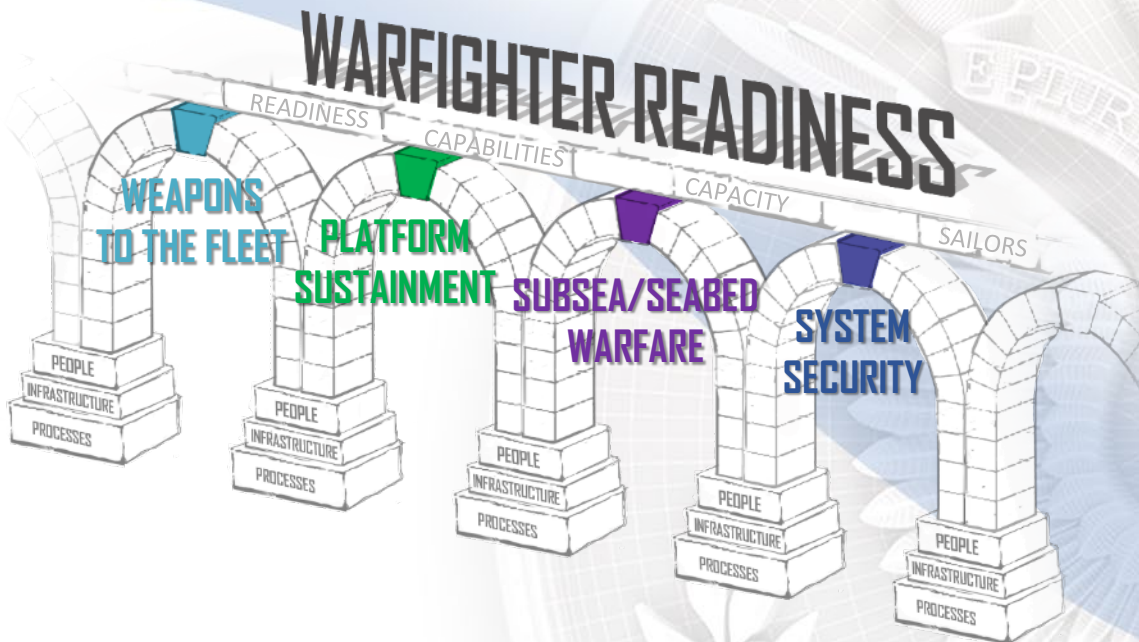 WARFIGHTER READINESS
READINESS
CAPABILITIES
CAPACITY
SAILORS
E PLUR
WEAPONS
TO THE FLEET
PLATFORM
SUSTAINMENT
SUBSEA/SEABED
WARFARE
SYSTEM
SECURITY
PEOPLE
INFRASTRUCTURE
PROCESSES
PEOPLE
INFRASTRUCTURE
PROCESSES
PEOPLE
INFRASTRUCTURE
PROCESSES
PEOPLE
INFRASTRUCTURE
PROCESSES
PEOPLE
INFRASTRUCTURE
PROCESSES